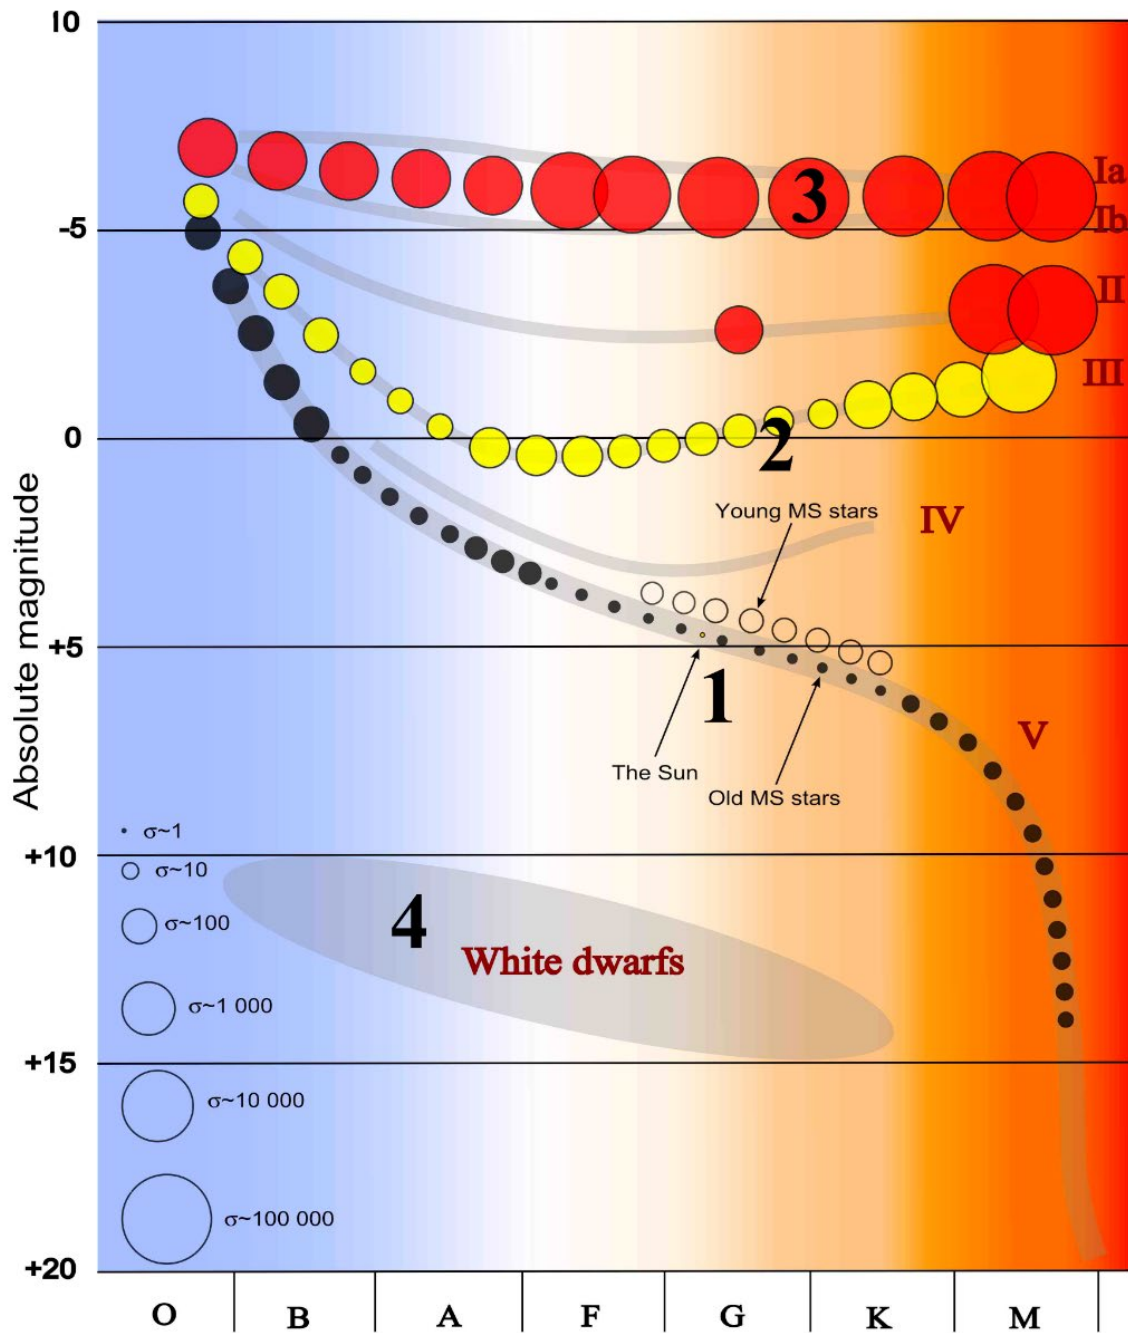 10
Ia
3
Ib
-5
II
III
0
2
Young MS stars
IV
Absolute magnitude
+5
1
V
The Sun
Old MS stars
σ~1
+10
σ~10
4
σ~100
White dwarfs
σ~1 000
+15
σ~10 000
σ~100 000
+20
O B A F G K M